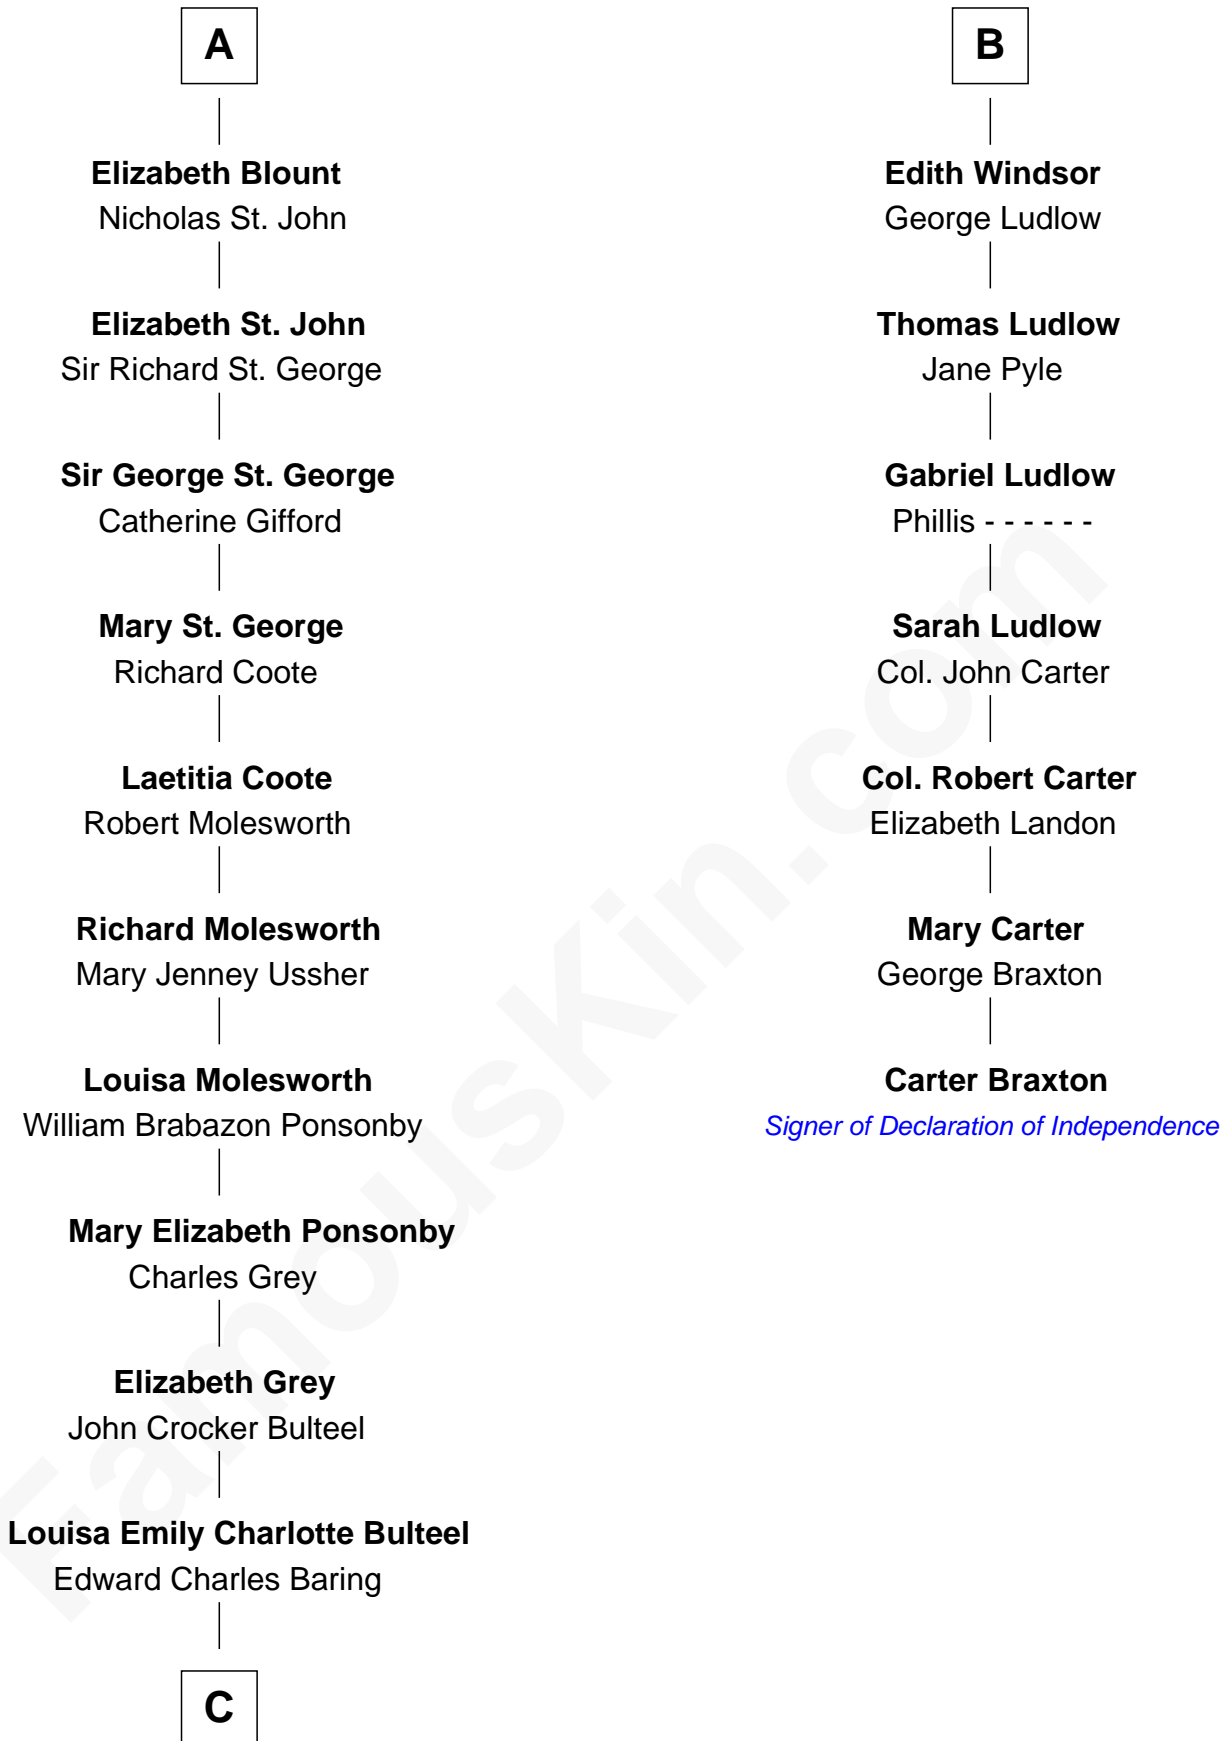 A
Elizabeth Blount
Nicholas St. John
Elizabeth St. John
Sir Richard St. George
Sir George St. George
Catherine Gifford
Mary St. George
Richard Coote
Laetitia Coote
Robert Molesworth
Richard Molesworth
Mary Jenney Ussher
Louisa Molesworth
William Brabazon Ponsonby
Mary Elizabeth Ponsonby
Charles Grey
Elizabeth Grey
John Crocker Bulteel
Louisa Emily Charlotte Bulteel
Edward Charles Baring
C
B
Edith Windsor
George Ludlow
Thomas Ludlow
Jane Pyle
Gabriel Ludlow
Phillis - - - - - -
Sarah Ludlow
Col. John Carter
Col. Robert Carter
Elizabeth Landon
Mary Carter
George Braxton
Carter Braxton
Signer of Declaration of Independence
FamousKin.com